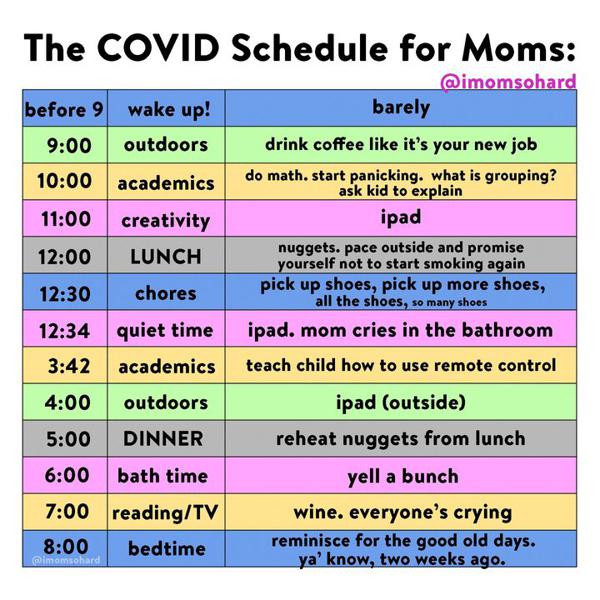 The COVID Schedule for Moms:
@imomsohard
before 9 wake up! barely
9:00 outdoors drink coffee like it's your new job
10:00 academics do math. start panicking. what is grouping?
ask kid to explain
11:00 creativity ipad
12:00 LUNCH nuggets. pace outside and promise
yourself not to start smoking again
12:30 chores pick up shoes, pick up more shoes,
all the shoes, so many shoes
12:34 quiet time ipad. mom cries in the bathroom
3:42 academics teach child how to use remote control
4:00 outdoors ipad (outside)
5:00 DINNER reheat nuggets from lunch
6:00 bath time yell a bunch
7:00 reading/TV wine. everyone's crying
8:00 bedtime reminisce for the good old days.
ya' know, two weeks ago.
@imomsohard